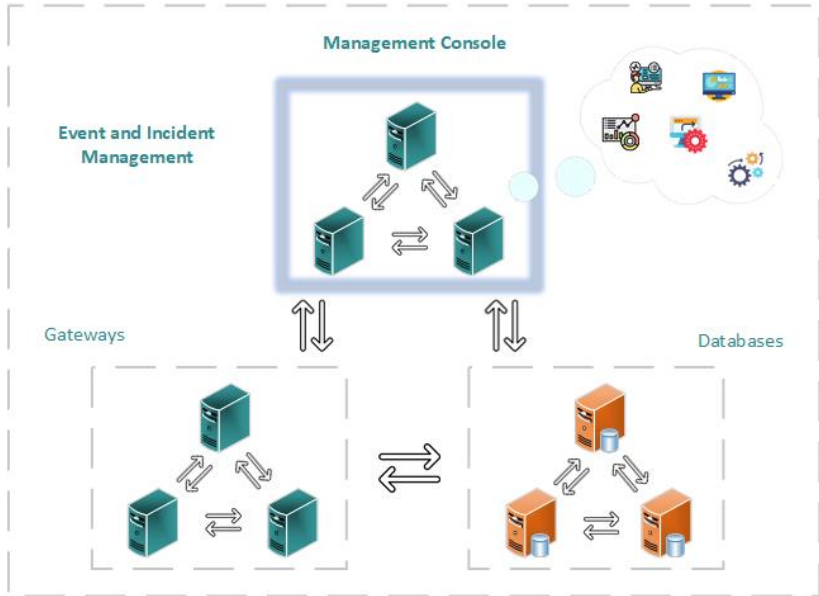 Management Console
Event and Incident
Management
Gateways
Databases